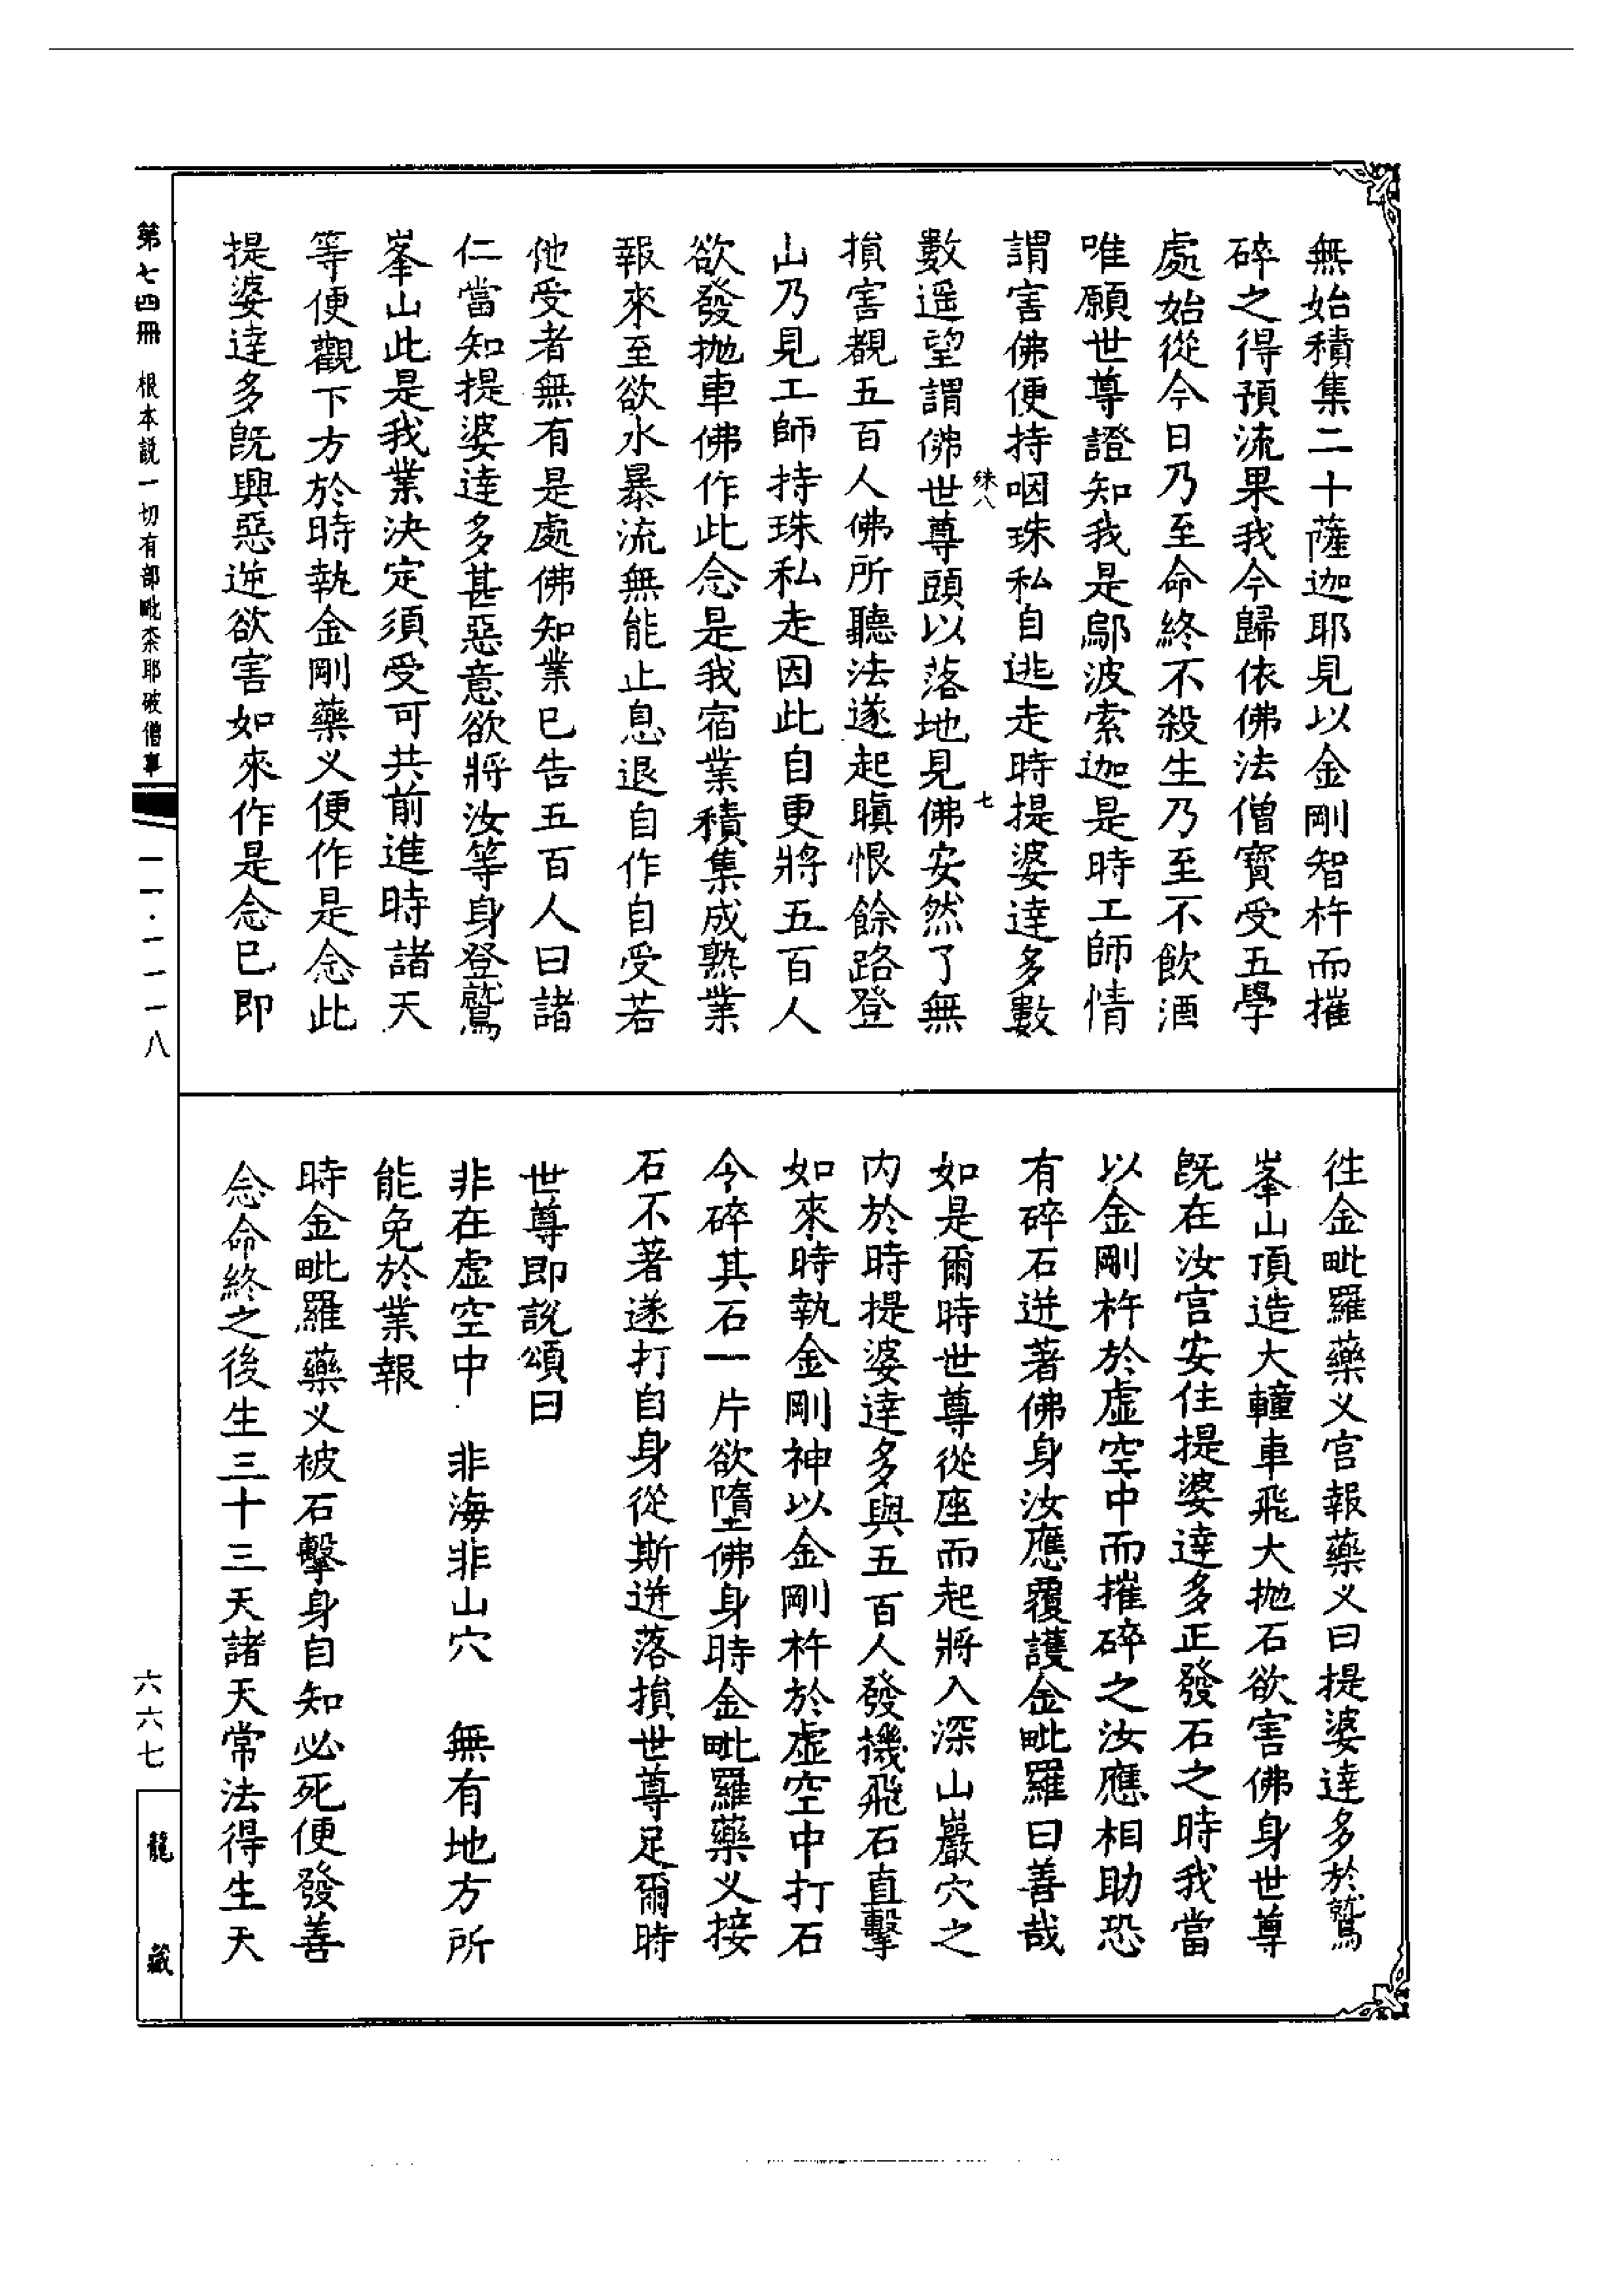 無始積集二十薩迦耶見以金剛智杵而摧
碎之得預流果我今歸依佛法僧寶受五學
處始從今日乃至命終不殺生乃至不飲酒
唯願世尊證知我是鄔波索迦是時工師情
謂害佛便持咽珠私自逃走時提婆達多數
殊八 七
數遥望謂佛世尊頭以落地見佛安然了無
損害覩五百人佛所聽法遂起瞋恨餘路登
山乃見工師持珠私走因此自更將五百人
欲發抛車佛作此念是我宿業積集成熟業
報來至欲水暴流無能止息退自作自受若
他受者無有是處佛知業已告五百人曰諸
仁當知提婆達多甚惡意欲將汝等身登鷲
峯山此是我業決定須受可共前進時諸天
等便觀下方於時執金剛藥义便作是念此
提婆達多旣興惡逆欲害如來作是念已即
往金毗羅藥义宮報藥义曰提婆達多於鷲
峯山頂造大轒車飛大抛石欲害佛身世尊
旣在汝宮安住提婆達多正發石之時我當
以金剛杵於虛空中而摧碎之汝應相助恐
有碎石迸著佛身汝應覆護金毗羅曰善哉
如是爾時世尊從座而起將入深山巖穴之
内於時提婆達多與五百人發機飛石直擊
如來時執金剛神以金剛杵於虛空中打石
今碎其石一片欲墮佛身時金毗羅藥义接
石不著遂打自身從斯迸落損世尊足爾時
世尊即說頌曰
非在虛空中 非海非山穴 無有地方所
能免於業報
時金毗羅藥义被石擊身自知必死便發善
念命終之後生三十三天諸天常法得生天
第七四冊 根本説一切有部毗柰耶破僧事
一一·一一一八
六六七
龍藏